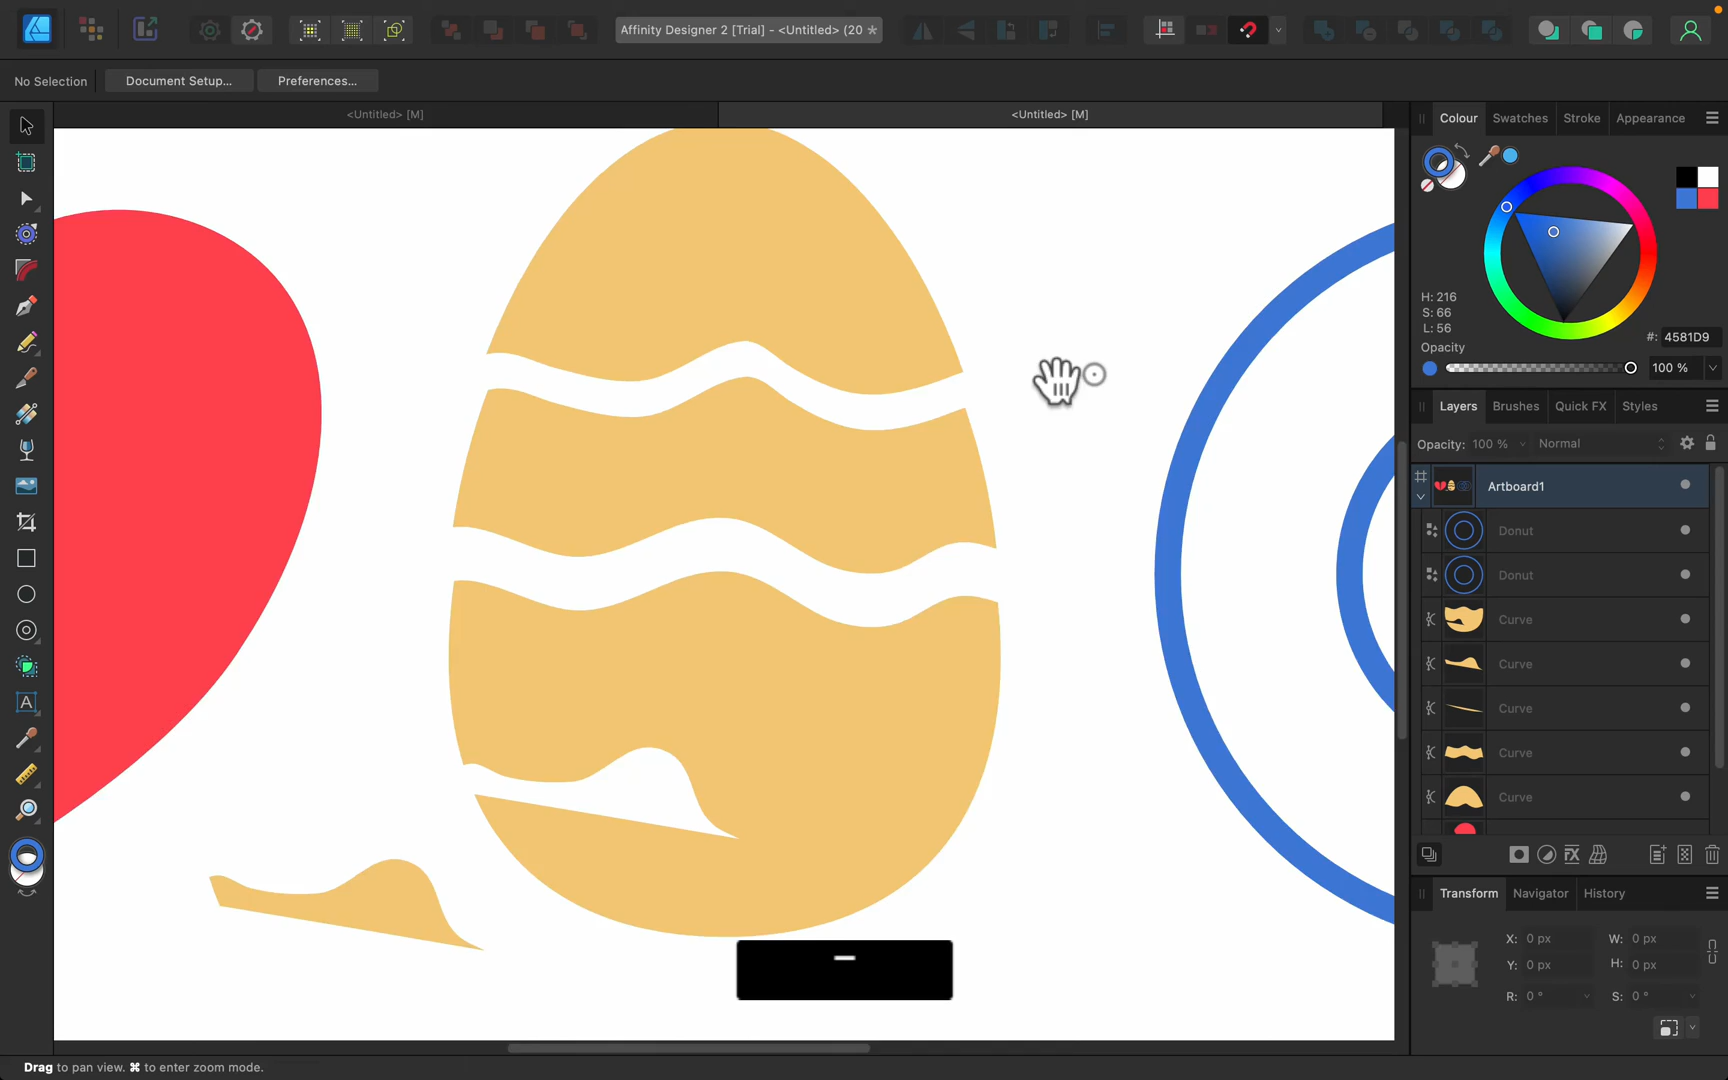 Affinity Designer 2 [Trial] - <Untitled> (20 *
No Selection
Document Setup...
Preferences...
<Untitled> [M]
<Untitled> [M]
Colour
Swatches
Stroke
Appearance
H: 216
S: 66
L: 56
#: 4581D9
Opacity
100 %
Layers
Brushes
Quick FX
Styles
Opacity: 100 %
Normal
Artboard1
Donut
Donut
Curve
Curve
Curve
Curve
Curve
Transform
Navigator
History
X: 0 px
W: 0 px
Y: 0 px
H: 0 px
R: 0 °
S: 0 °
Drag to pan view. ⌘ to enter zoom mode.